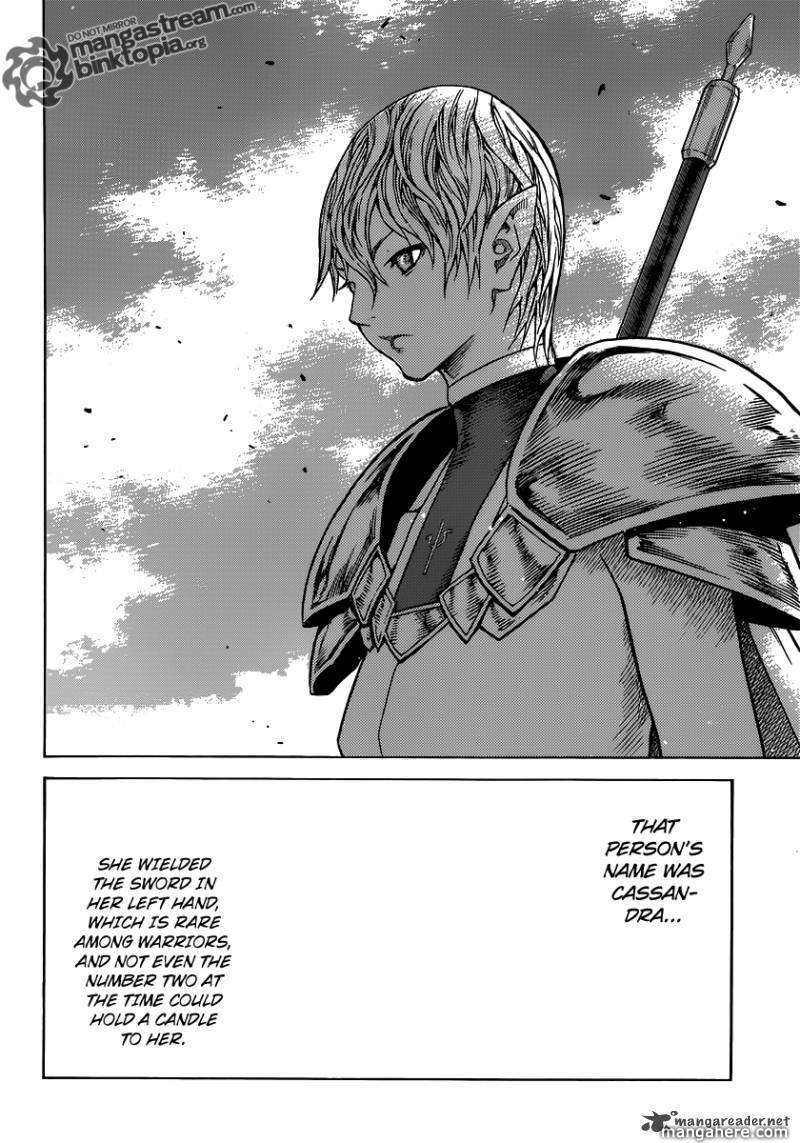 DO NOT MIRROR
mangastream.com
binktopia.org
THAT
PERSON'S
NAME WAS
CASSAN-
DRA...
SHE WIELDED
THE SWORD IN
HER LEFT HAND,
WHICH IS RARE
AMONG WARRIORS,
AND NOT EVEN THE
NUMBER TWO AT
THE TIME COULD
HOLD A CANDLE
TO HER.
mangareader.net
mangahere.com